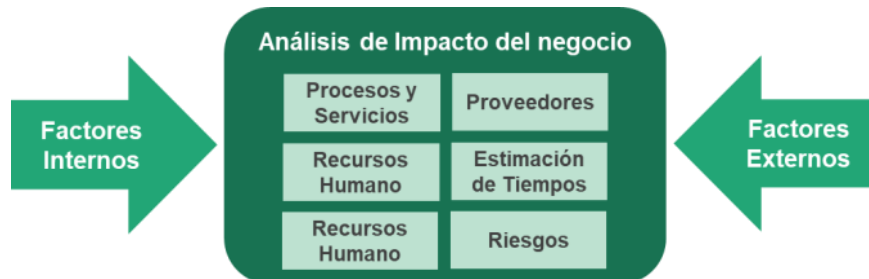 Análisis de Impacto del negocio
Factores
Internos
Procesos y
Servicios
Proveedores
Recursos
Humano
Estimación
de Tiempos
Recursos
Humano
Riesgos
Factores
Externos